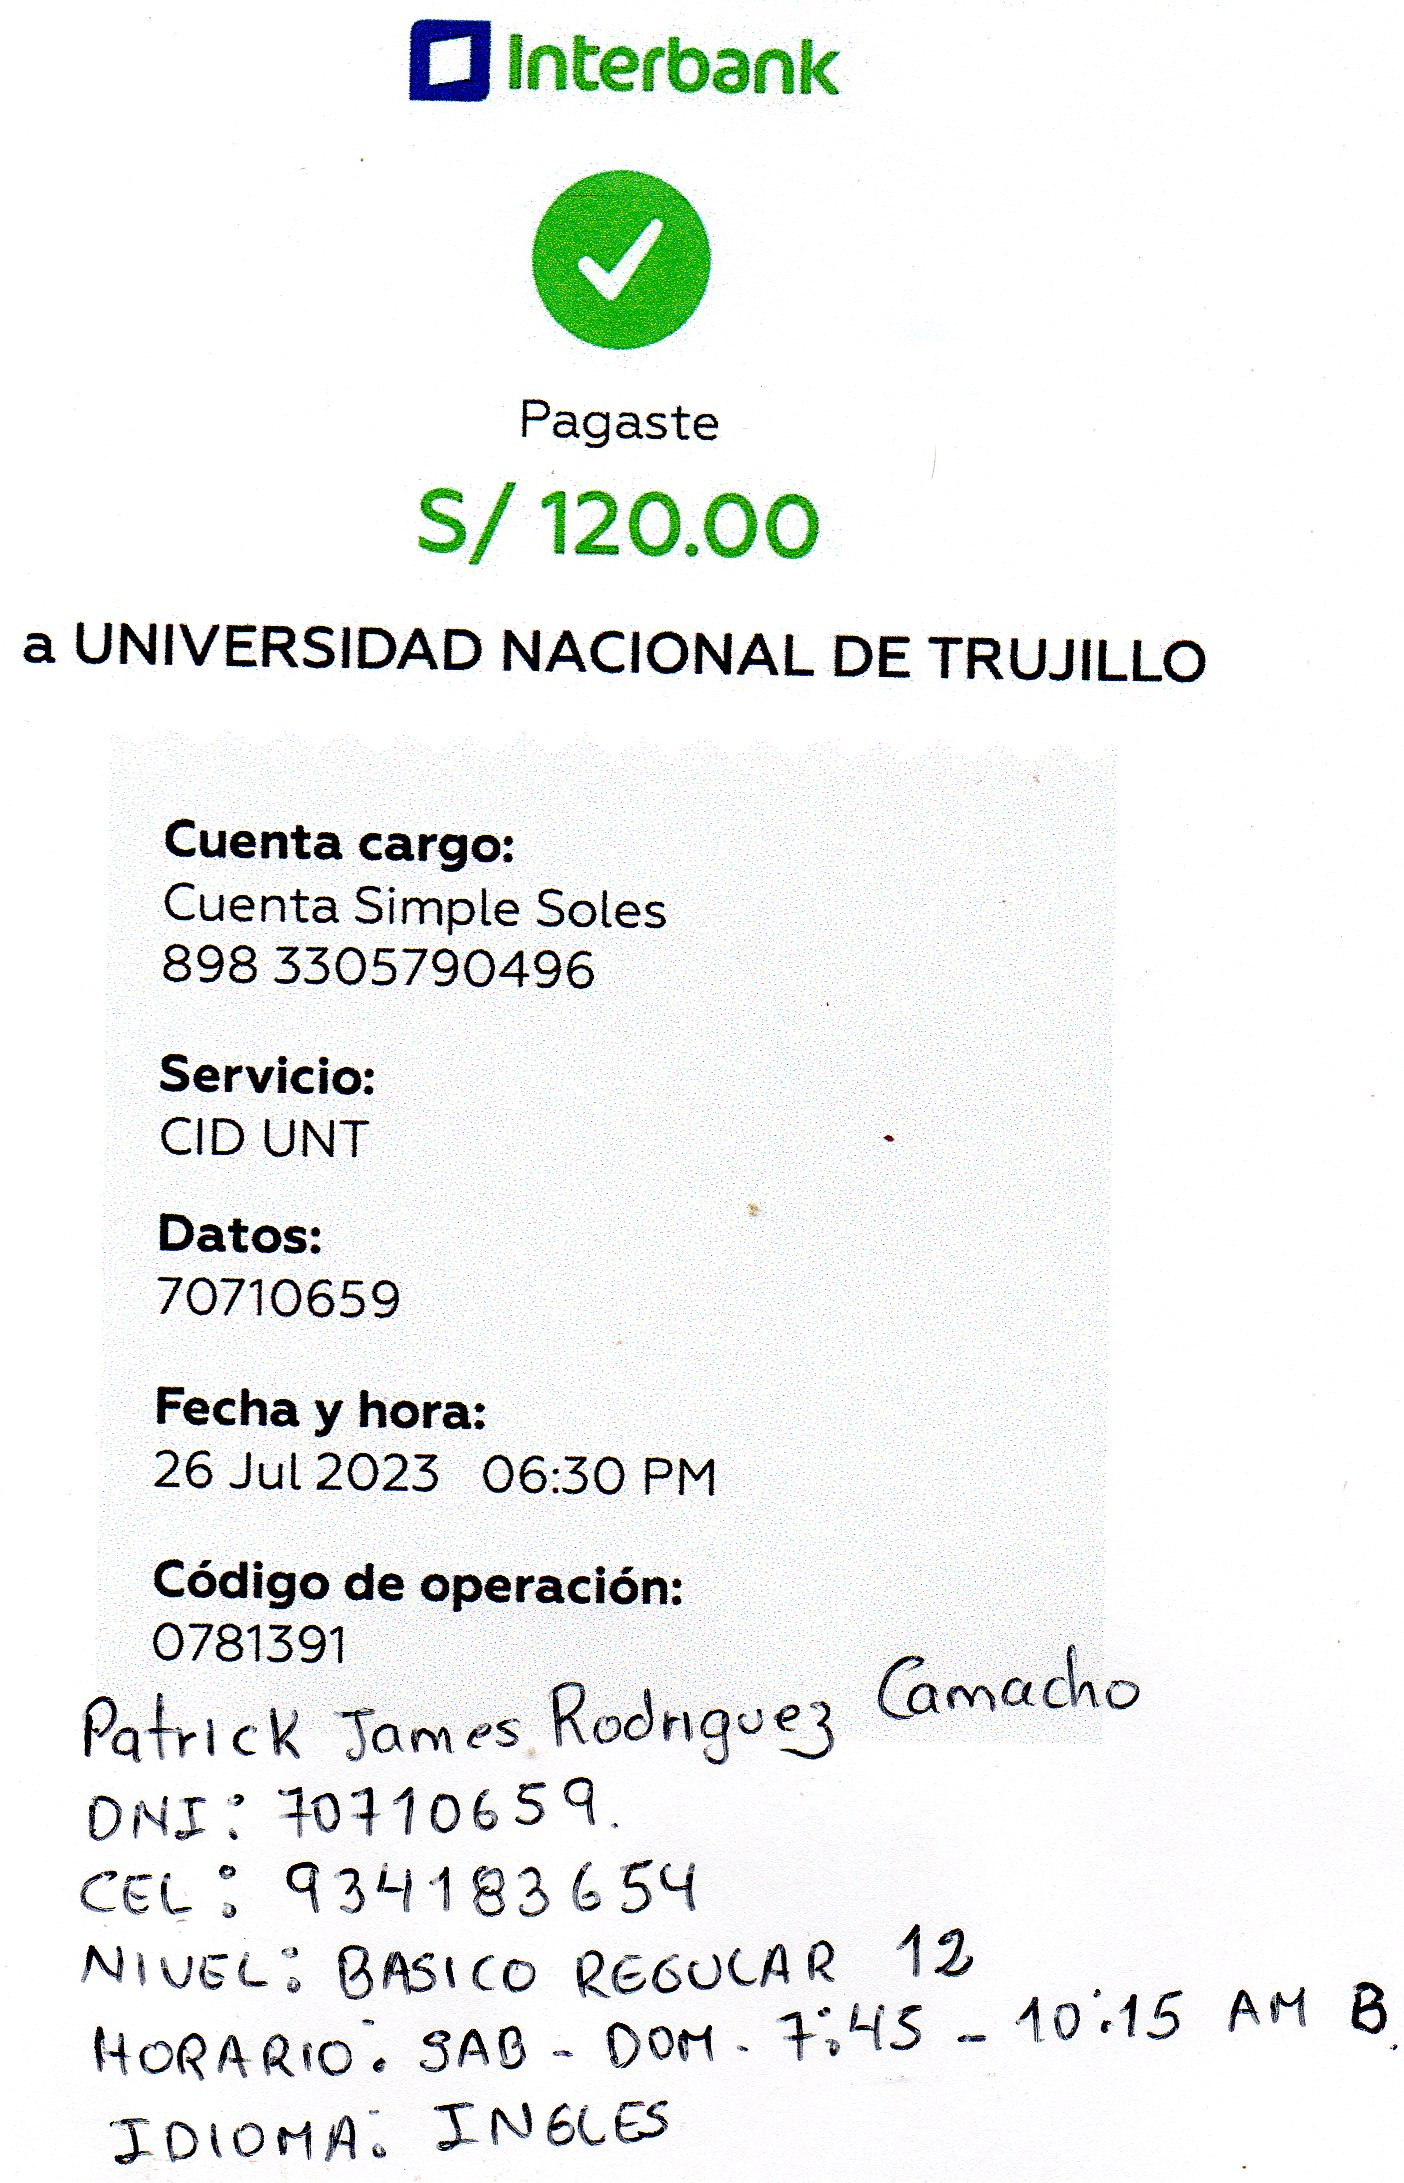 Interbank
Pagaste
S/ 120.00
a UNIVERSIDAD NACIONAL DE TRUJILLO
Cuenta cargo:
Cuenta Simple Soles
898 3305790496
Servicio:
CID UNT
Datos:
70710659
Fecha y hora:
26 Jul 2023 06:30 PM
Código de operación:
0781391
Patrick James Rodriguez Camacho
DNI: 70710659.
CEL: 934183654
NIVEL: BASICO REGULAR 12
HORARIO: SAB - DOM. 7:45 - 10:15 AM B.
IDIOMA: INGLES